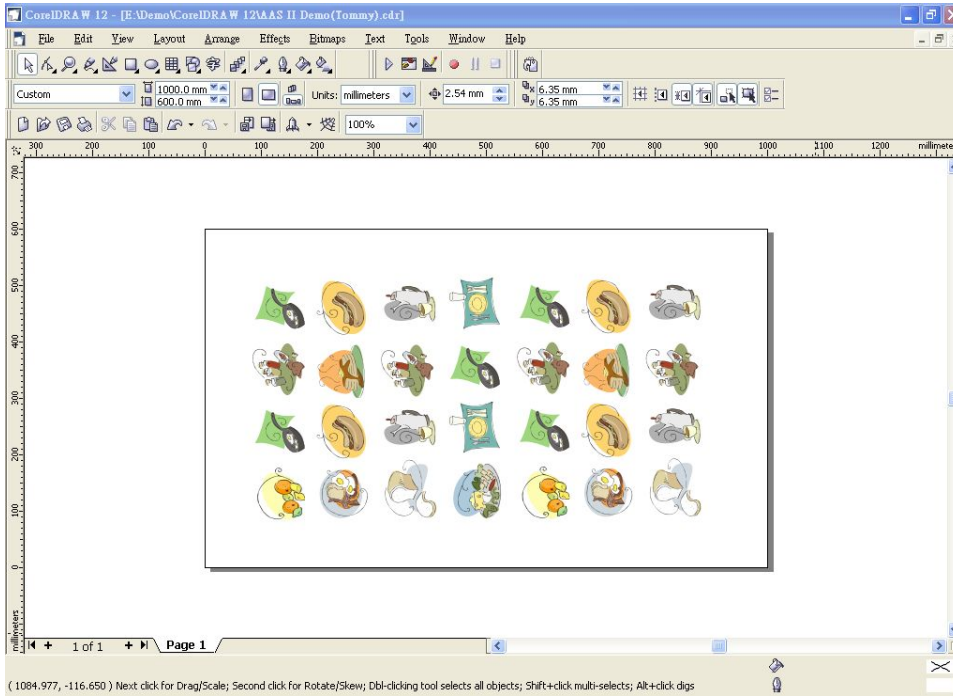 CorelDRAW 12 - [E:\Demo\CorelDRAW 12\AAS II Demo(Tommy).cdr]
File Edit View Layout Arrange Effects Bitmaps Text Tools Window Help
Custom 1000.0 mm 600.0 mm Units: millimeters 2.54 mm x 6.35 mm y 6.35 mm
100%
300 200 100 0 100 200 300 400 500 600 700 800 900 1000 1100 1200 millimete
700
600
500
400
300
200
100
0
millimeters
1 of 1 Page 1
( 1084.977, -116.650 ) Next click for Drag/Scale; Second click for Rotate/Skew; Dbl-clicking tool selects all objects; Shift+click multi-selects; Alt+click digs